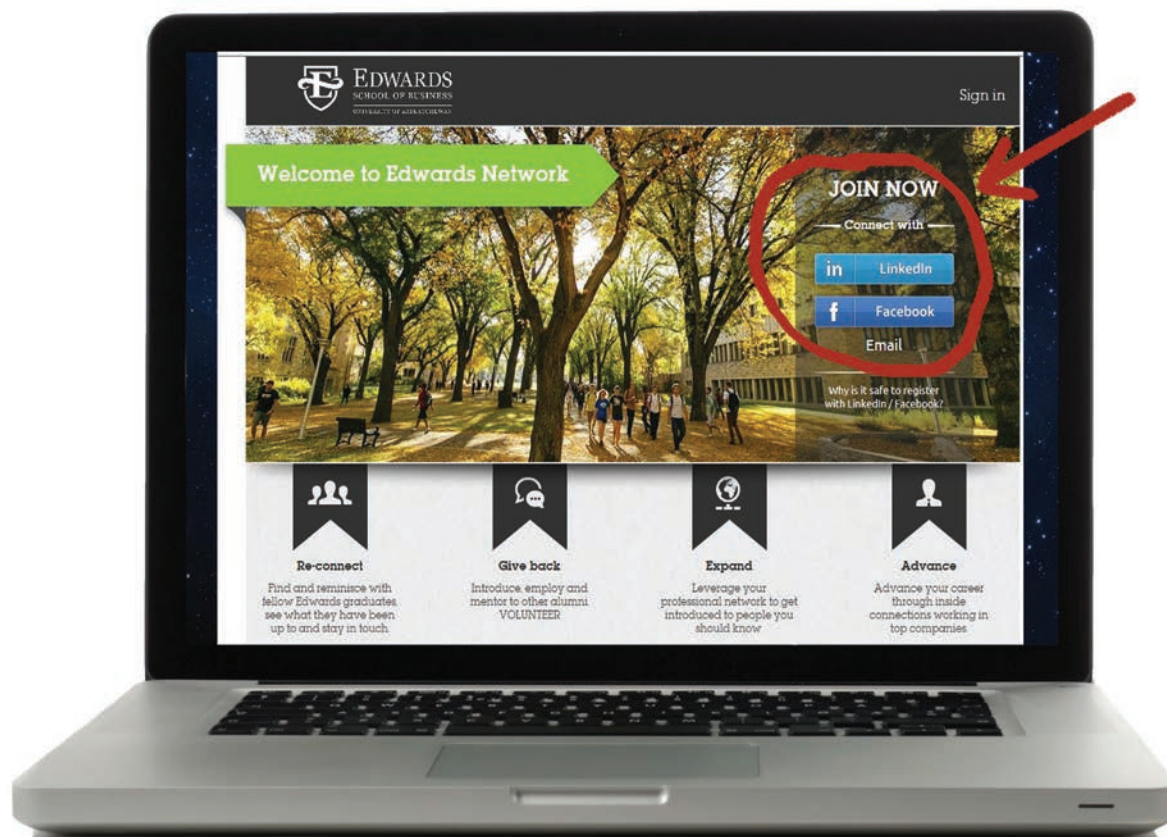 EDWARDS
SCHOOL OF BUSINESS
UNIVERSITY OF SASKATCHEWAN
Sign in
Welcome to Edwards Network
JOIN NOW
Connect with
in LinkedIn
f Facebook
Email
Why is it safe to register
with LinkedIn / Facebook?
Re-connect
Find and reminisce with
fellow Edwards graduates,
see what they have been
up to and stay in touch
Give back
Introduce, employ and
mentor to other alumni
VOLUNTEER
Expand
Leverage your
professional network to get
introduced to people you
should know
Advance
Advance your career
through inside
connections working in
top companies